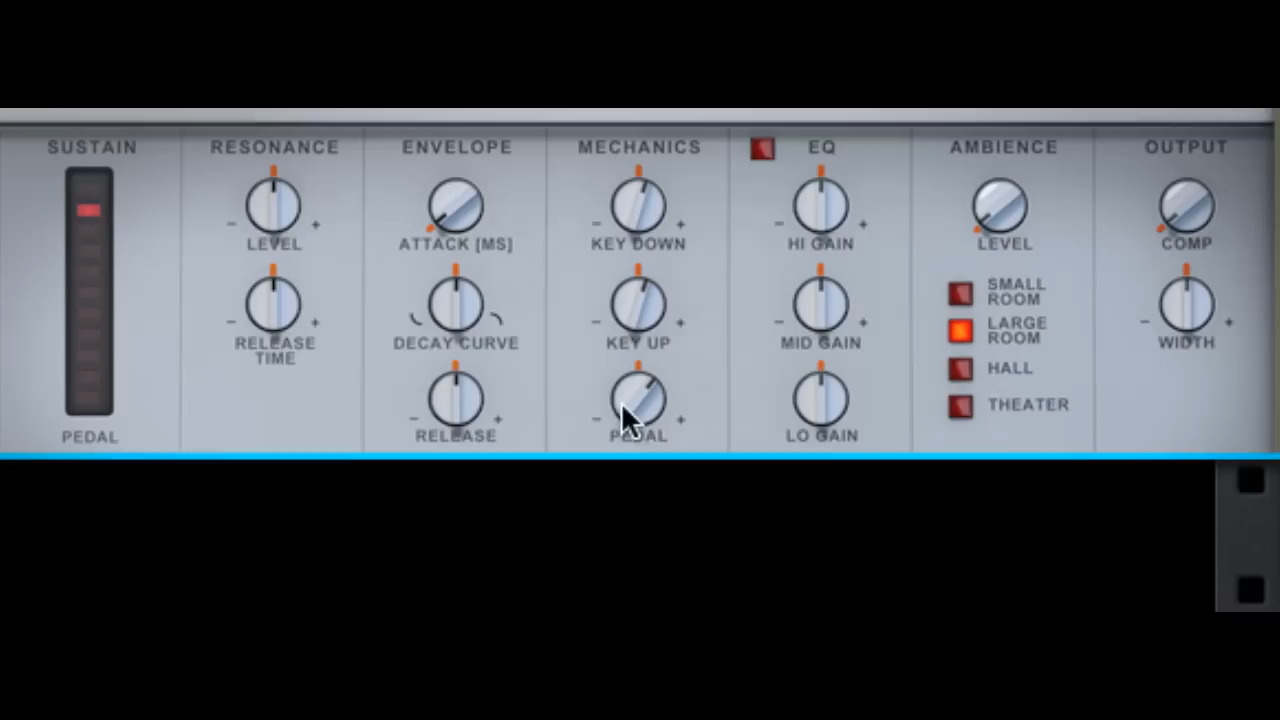 SUSTAIN
RESONANCE
ENVELOPE
MECHANICS
EQ
AMBIENCE
OUTPUT
LEVEL
ATTACK [MS]
KEY DOWN
HI GAIN
LEVEL
COMP
RELEASE
TIME
DECAY CURVE
KEY UP
MID GAIN
SMALL
ROOM
LARGE
ROOM
WIDTH
HALL
THEATER
PEDAL
RELEASE
PEDAL
LO GAIN